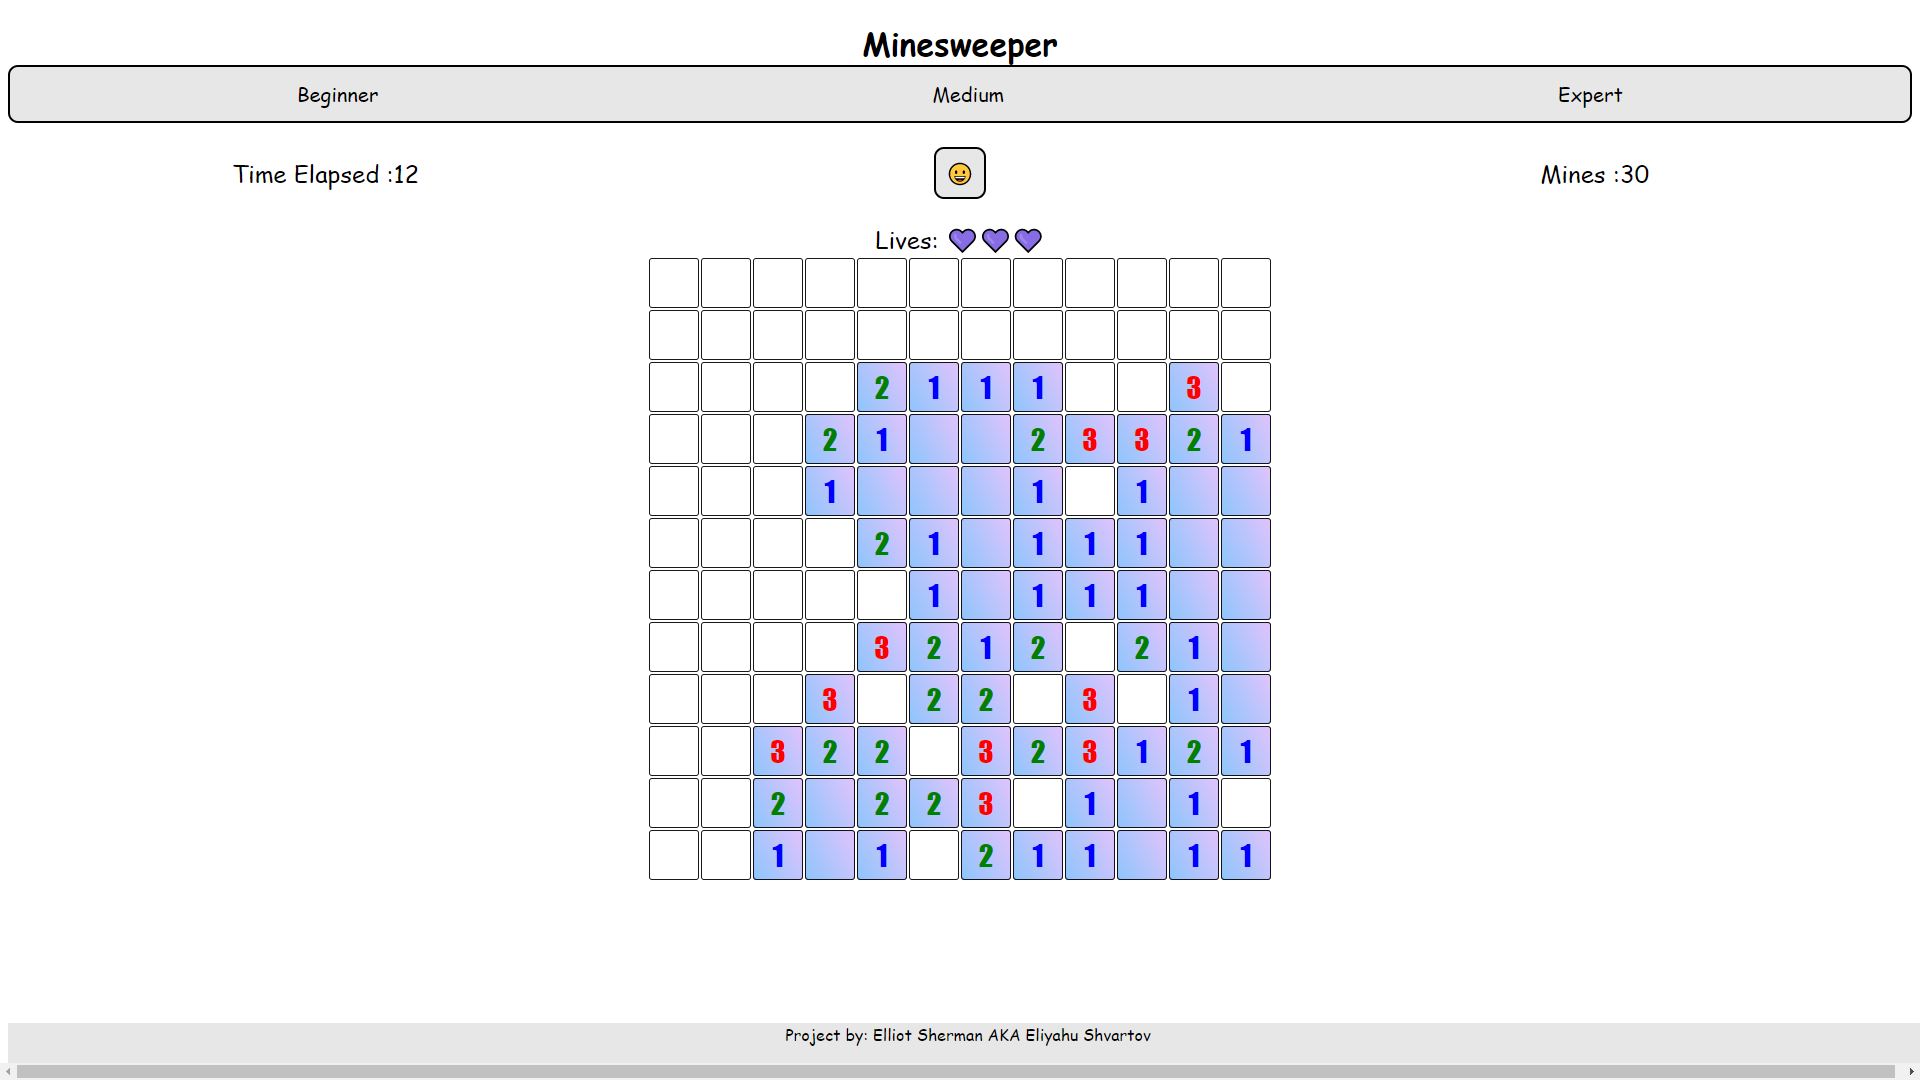 Minesweeper
Beginner Medium Expert
Time Elapsed :12 😀 Mines :30
Lives: 💜💜💜
2 1 1 1 3
2 1 2 3 3 2 1
1 1 1
2 1 1 1 1
1 1 1 1
3 2 1 2 2 1
3 2 2 3 1
3 2 2 3 2 3 1 2 1
2 2 2 3 1 1
1 1 2 1 1 1 1
Project by: Elliot Sherman AKA Eliyahu Shvartov